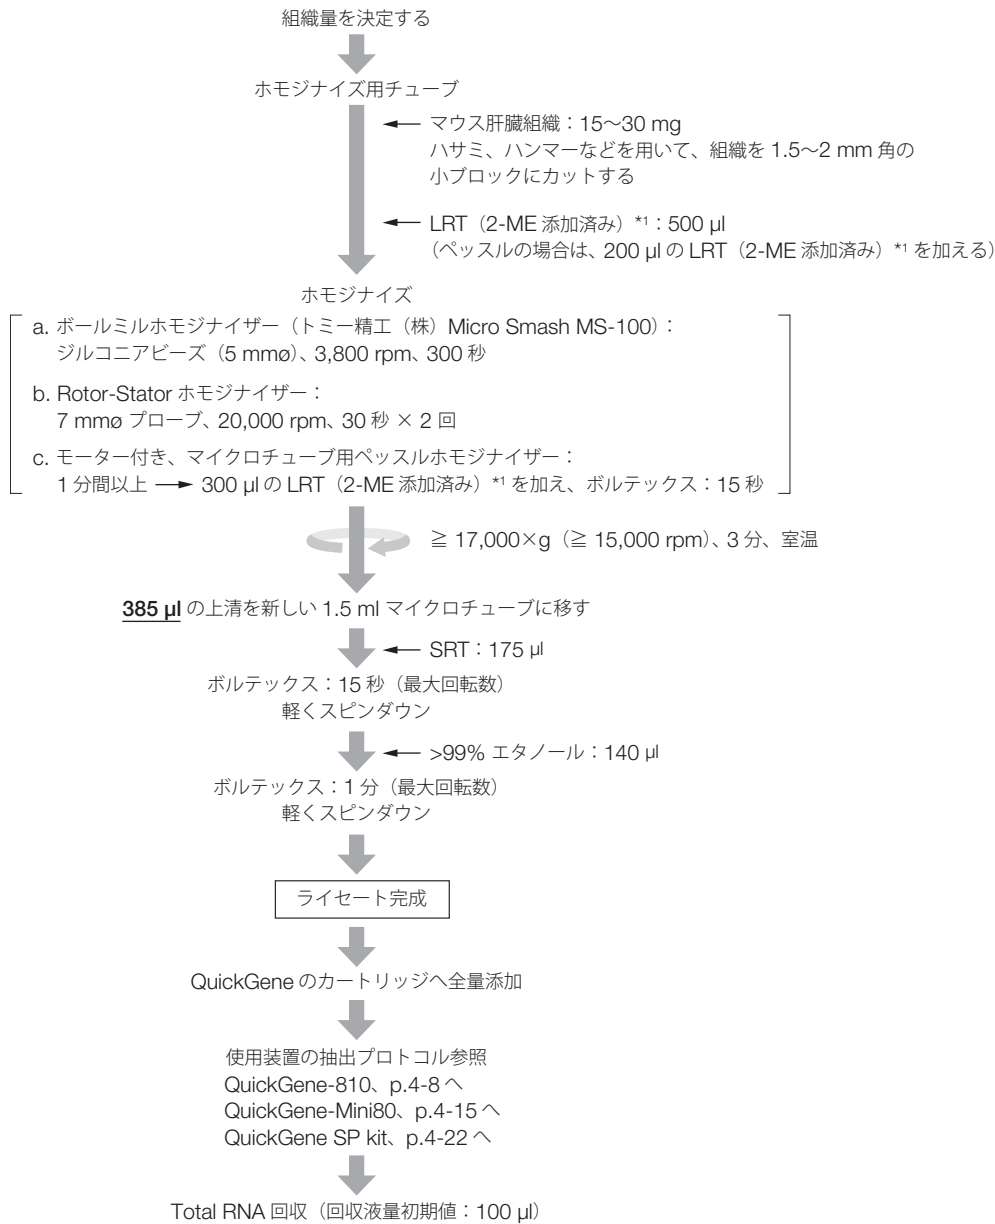 組織量を決定する
ホモジナイズ用チューブ
マウス肝臓組織：15～30 mg
ハサミ、ハンマーなどを用いて、組織を 1.5～2 mm 角の
小ブロックにカットする
LRT（2-ME 添加済み）*1：500 µl
（ペッスルの場合は、200 µl の LRT（2-ME 添加済み）*1 を加える）
ホモジナイズ
a. ボールミルホモジナイザー（トミー精工（株）Micro Smash MS-100）：
ジルコニアビーズ（5 mmø）、3,800 rpm、300 秒
b. Rotor-Stator ホモジナイザー：
7 mmø プローブ、20,000 rpm、30 秒 × 2 回
c. モーター付き、マイクロチューブ用ペッスルホモジナイザー：
1 分間以上 → 300 µl の LRT（2-ME 添加済み）*1 を加え、ボルテックス：15 秒
≧ 17,000×g（≧ 15,000 rpm）、3 分、室温
385 µl の上清を新しい 1.5 ml マイクロチューブに移す
SRT：175 µl
ボルテックス：15 秒（最大回転数）
軽くスピンダウン
>99% エタノール：140 µl
ボルテックス：1 分（最大回転数）
軽くスピンダウン
ライセート完成
QuickGene のカートリッジへ全量添加
使用装置の抽出プロトコル参照
QuickGene-810、p.4-8 へ
QuickGene-Mini80、p.4-15 へ
QuickGene SP kit、p.4-22 へ
Total RNA 回収（回収液量初期値：100 µl）